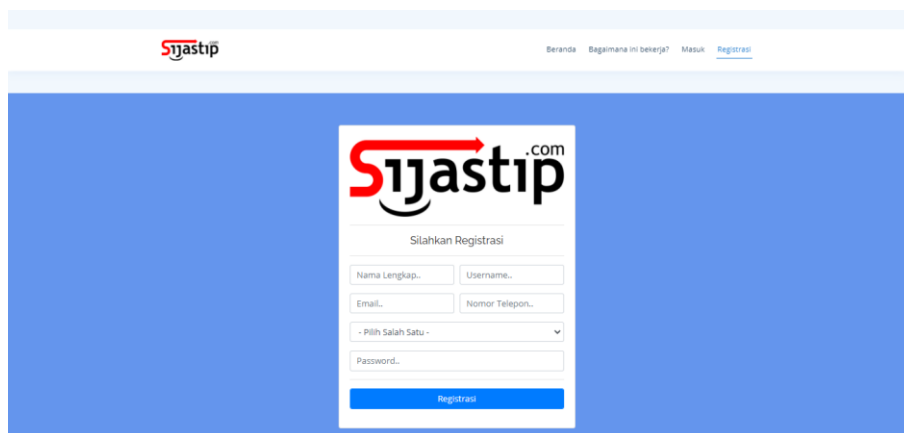 Sijastip.com Beranda Bagaimana ini bekerja? Masuk Registrasi
Sijastip.com
Silahkan Registrasi
Nama Lengkap.. Username..
Email.. Nomor Telepon..
- Pilih Salah Satu -
Password..
Registrasi